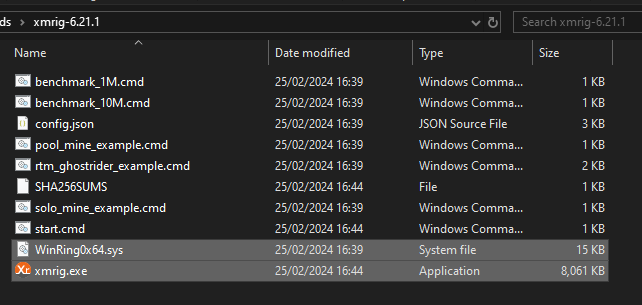 ds › xmrig-6.21.1
Search xmrig-6.21.1
Name Date modified Type Size
benchmark_1M.cmd 25/02/2024 16:39 Windows Comma... 1 KB
benchmark_10M.cmd 25/02/2024 16:39 Windows Comma... 1 KB
config.json 25/02/2024 16:39 JSON Source File 3 KB
pool_mine_example.cmd 25/02/2024 16:39 Windows Comma... 1 KB
rtm_ghostrider_example.cmd 25/02/2024 16:39 Windows Comma... 2 KB
SHA256SUMS 25/02/2024 16:44 File 1 KB
solo_mine_example.cmd 25/02/2024 16:39 Windows Comma... 1 KB
start.cmd 25/02/2024 16:44 Windows Comma... 1 KB
WinRing0x64.sys 25/02/2024 16:39 System file 15 KB
Xr xmrig.exe 25/02/2024 16:44 Application 8,061 KB